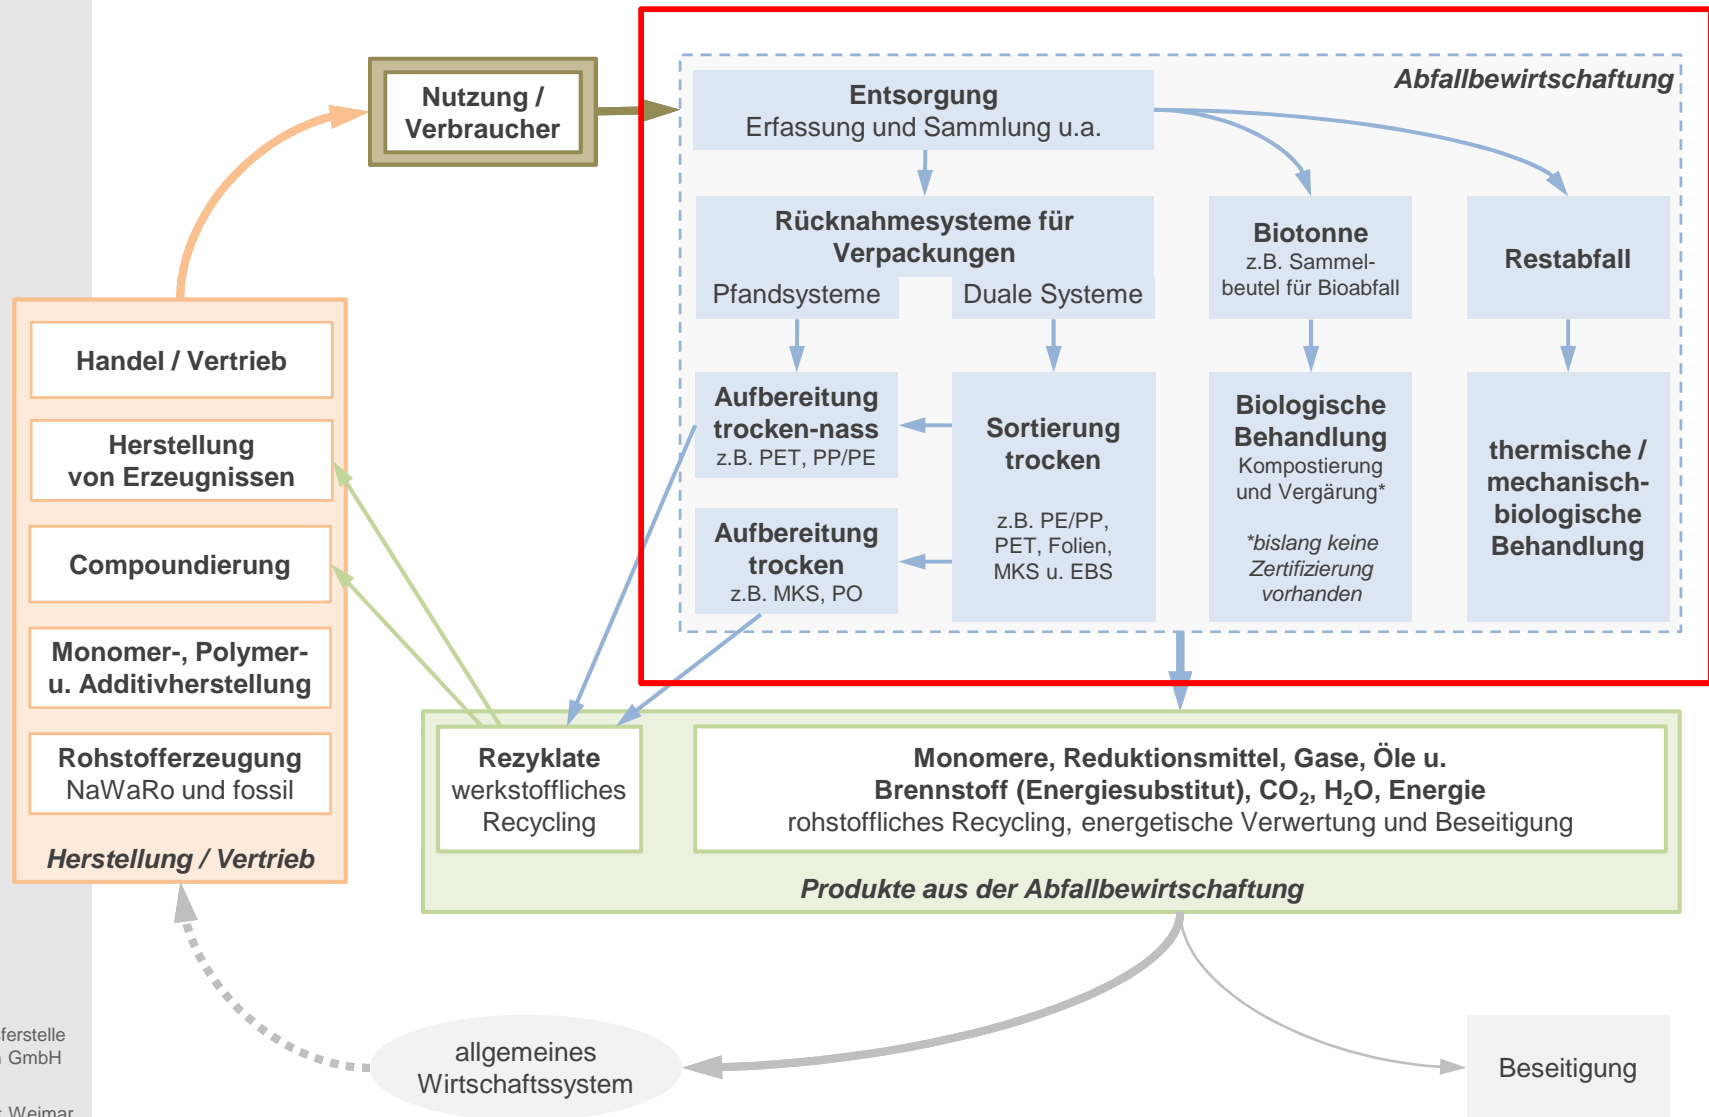 Nutzung /
Verbraucher
Abfallbewirtschaftung
Entsorgung
Erfassung und Sammlung u.a.
Rücknahmesysteme für
Verpackungen
Pfandsysteme
Duale Systeme
Biotonne
z.B. Sammel-
beutel für Bioabfall
Restabfall
Aufbereitung
trocken-nass
z.B. PET, PP/PE
Aufbereitung
trocken
z.B. MKS, PO
Sortierung
trocken
z.B. PE/PP,
PET, Folien,
MKS u. EBS
Biologische
Behandlung
Kompostierung
und Vergärung*
*bislang keine
Zertifizierung
vorhanden
thermische /
mechanisch-
biologische
Behandlung
Handel / Vertrieb
Herstellung
von Erzeugnissen
Compoundierung
Monomer-, Polymer-
u. Additivherstellung
Rohstofferzeugung
NaWaRo und fossil
Herstellung / Vertrieb
Rezyklate
werkstoffliches
Recycling
Monomere, Reduktionsmittel, Gase, Öle u.
Brennstoff (Energiesubstitut), CO₂, H₂O, Energie
rohstoffliches Recycling, energetische Verwertung und Beseitigung
Produkte aus der Abfallbewirtschaftung
allgemeines
Wirtschaftssystem
Beseitigung
GmbH
Weimar